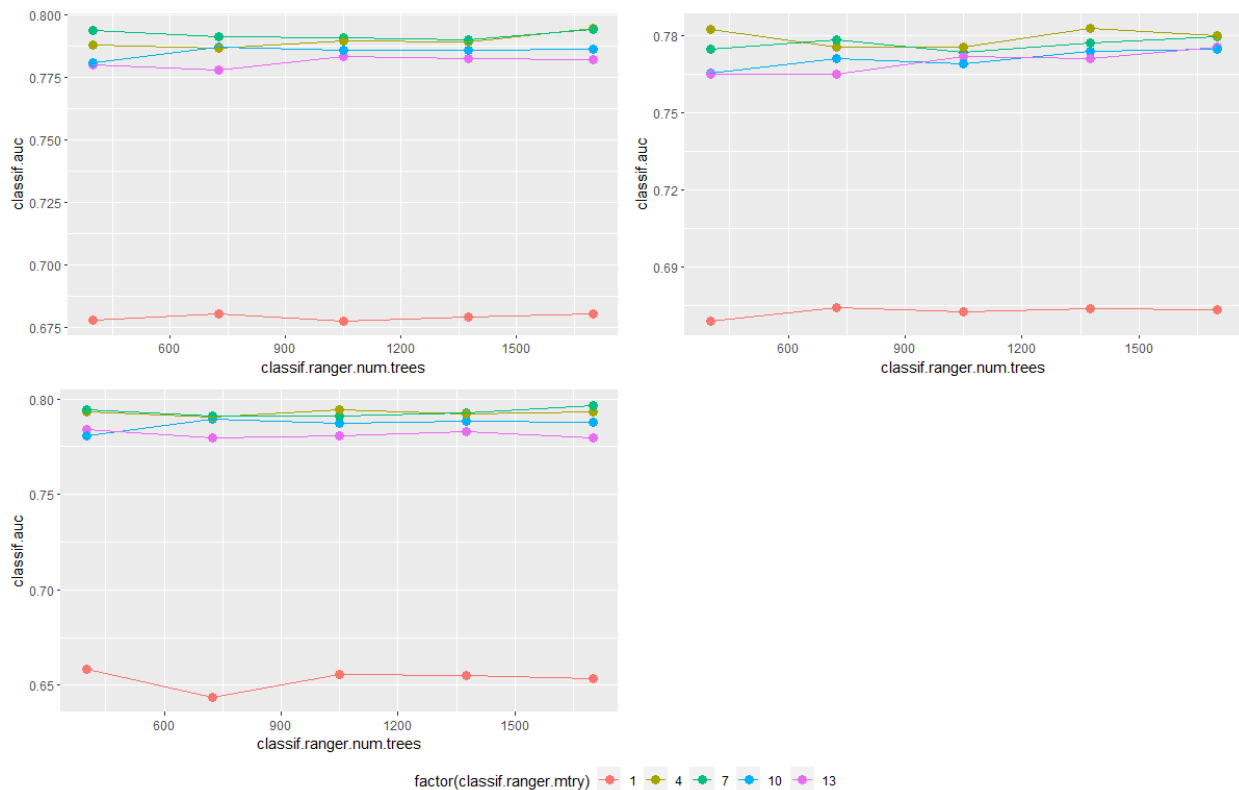 0.800
0.775
0.750
0.725
0.700
0.675
classif.auc
600 900 1200 1500
classif.ranger.num.trees
0.78
0.75
0.72
0.69
classif.auc
600 900 1200 1500
classif.ranger.num.trees
0.80
0.75
0.70
0.65
classif.auc
600 900 1200 1500
classif.ranger.num.trees
factor(classif.ranger.mtry) 1 4 7 10 13